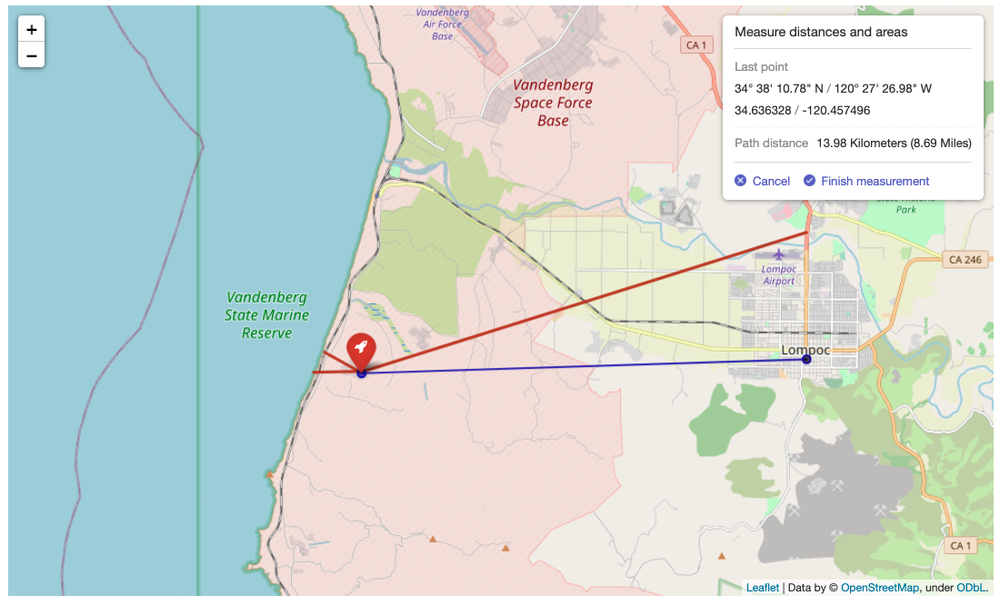 +
−
Vandenberg
Air Force
Base
CA 1
Vandenberg
Space Force
Base
Measure distances and areas
Last point
34° 38' 10.78" N / 120° 27' 26.98" W
34.636328 / -120.457496
Path distance 13.98 Kilometers (8.69 Miles)
Cancel
Finish measurement
State Historic
Park
CA 246
Lompoc
Airport
Vandenberg
State Marine
Reserve
Lompoc
CA 1
Leaflet | Data by © OpenStreetMap, under ODbL.